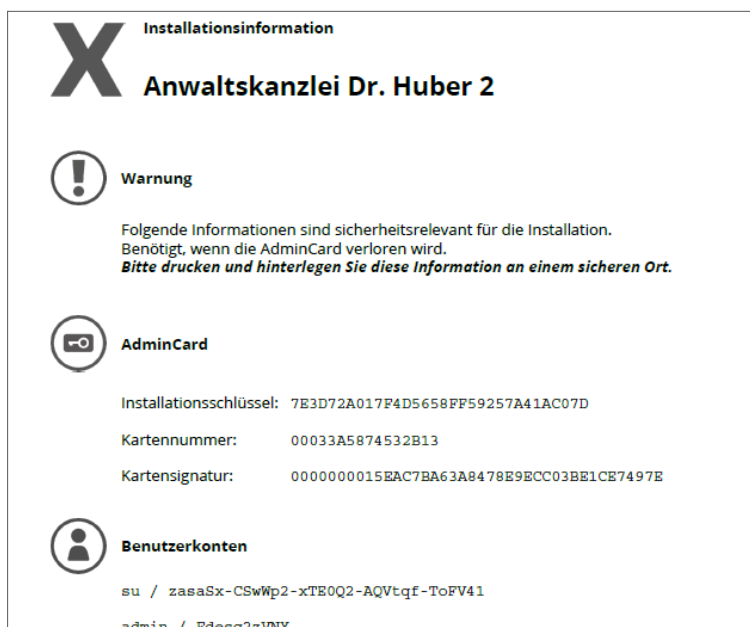 X
Installationsinformation
Anwaltskanzlei Dr. Huber 2
Warnung
Folgende Informationen sind sicherheitsrelevant für die Installation.
Benötigt, wenn die AdminCard verloren wird.
Bitte drucken und hinterlegen Sie diese Information an einem sicheren Ort.
AdminCard
Installationsschlüssel: 7E3D72A017F4D5658FF59257A41AC07D
Kartennummer: 00033A5874532B13
Kartensignatur: 0000000015EAC7BA63A8478E9ECC03BE1CE7497E
Benutzerkonten
su / zasaSx-CSwWp2-xTE0Q2-AQVtqf-ToFV41
admin /